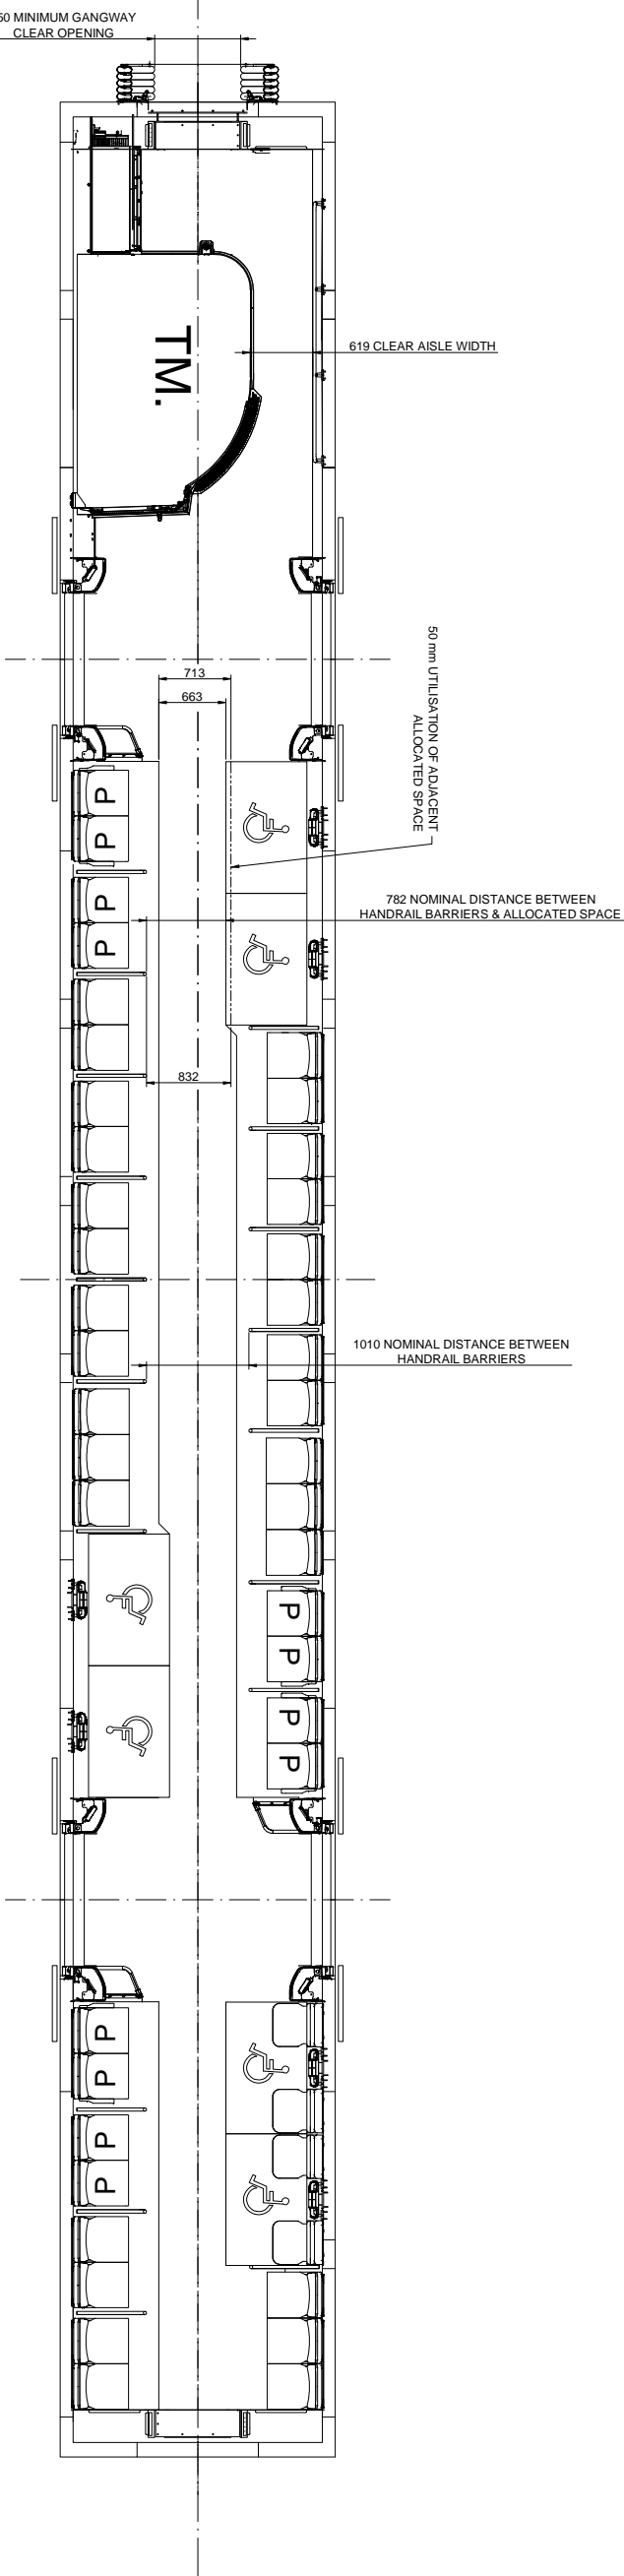 50 MINIMUM GANGWAY
CLEAR OPENING
TM.
619 CLEAR AISLE WIDTH
50 mm UTILISATION OF ADJACENT
ALLOCATED SPACE
713
663
P
P
782 NOMINAL DISTANCE BETWEEN
HANDRAIL BARRIERS & ALLOCATED SPACE
P
P
832
1010 NOMINAL DISTANCE BETWEEN
HANDRAIL BARRIERS
P
P
P
P
P
P
P
P